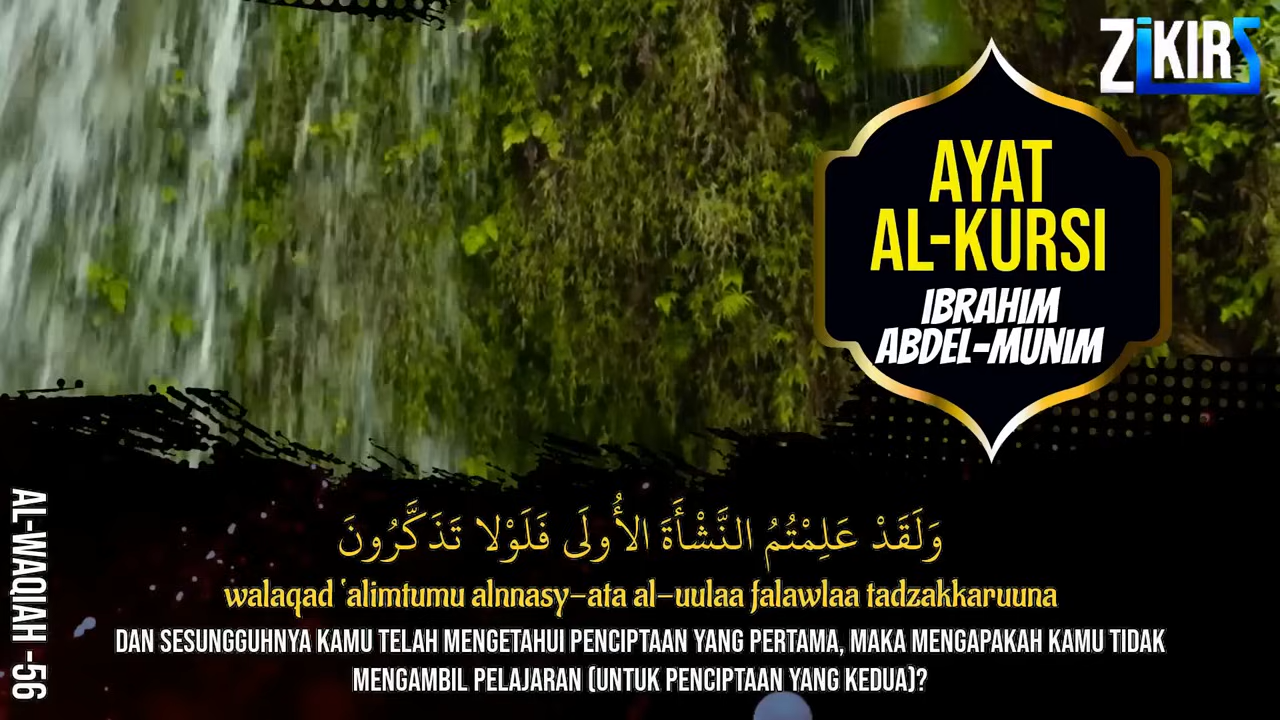 ZiKIRS
AYAT
AL-KURSI
IBRAHIM
ABDEL-MUNIM
AL-WAQIAH -56
وَلَقَدْ عَلِمْتُمُ النَّشْأَةَ الأُولَى فَلَوْلا تَذَكَّرُونَ
walaqad 'alimtumu alnnasy-ata al-uulaa falawlaa tadzakkaruuna
DAN SESUNGGUHNYA KAMU TELAH MENGETAHUI PENCIPTAAN YANG PERTAMA, MAKA MENGAPAKAH KAMU TIDAK
MENGAMBIL PELAJARAN (UNTUK PENCIPTAAN YANG KEDUA)?